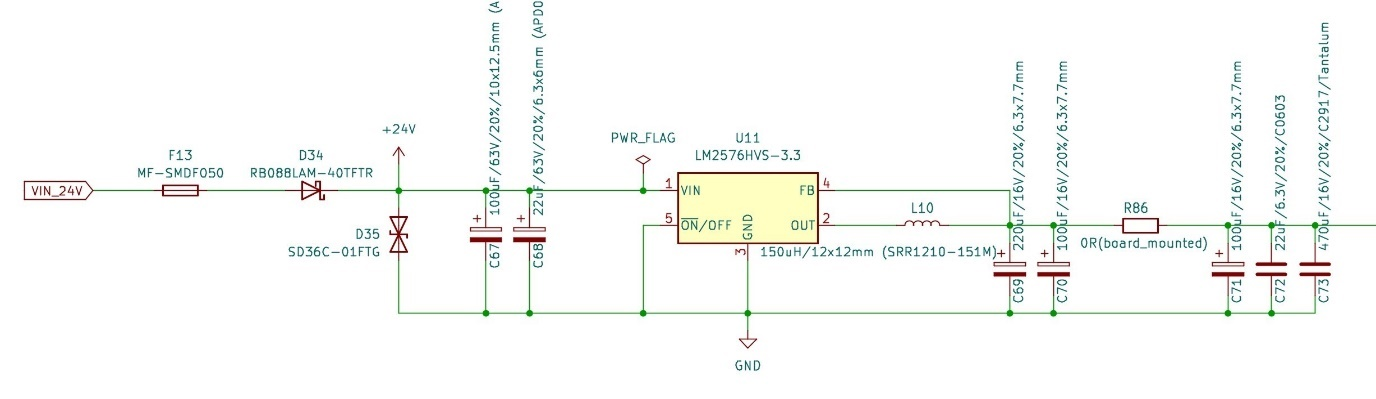 VIN_24V
F13
MF-SMDF050
D34
RB088LAM-40TFTR
+24V
D35
SD36C-01FTG
100uF/63V/20%/10x12.5mm (A
C67
22uF/63V/20%/6.3x6mm (APD0
C68
PWR_FLAG
U11
LM2576HVS-3.3
1
VIN
5
ON/OFF
GND
3
FB
4
OUT
2
GND
L10
150uH/12x12mm (SRR1210-151M)
220uF/16V/20%/6.3x7.7mm
C69
100uF/16V/20%/6.3x7.7mm
C70
R86
0R(board_mounted)
100uF/16V/20%/6.3x7.7mm
C71
22uF/6.3V/20%/C0603
C72
470uF/16V/20%/C2917/Tantalum
C73